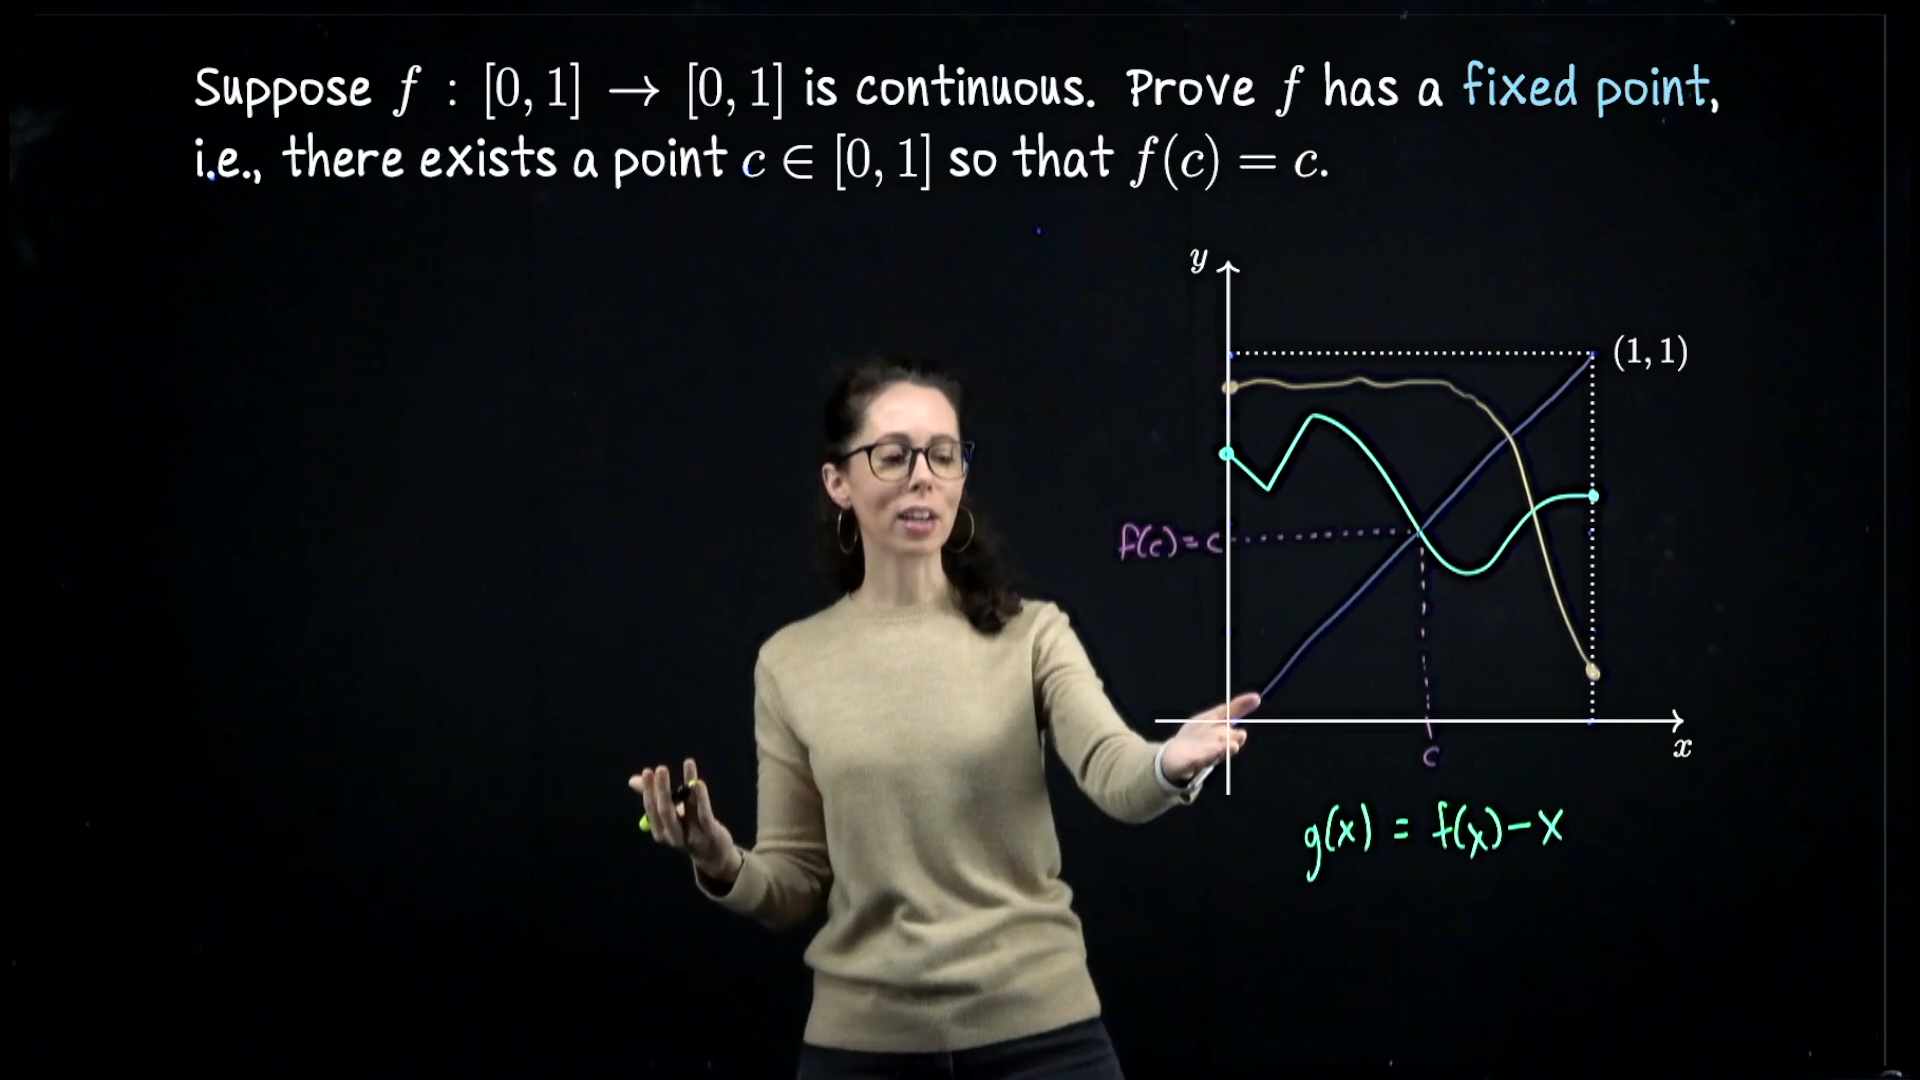 Suppose f : [0, 1] → [0, 1] is continuous. Prove f has a fixed point,
i.e., there exists a point c ∈ [0, 1] so that f(c) = c.
y
(1, 1)
f(c) = c
x
c
g(x) = f(x) - x